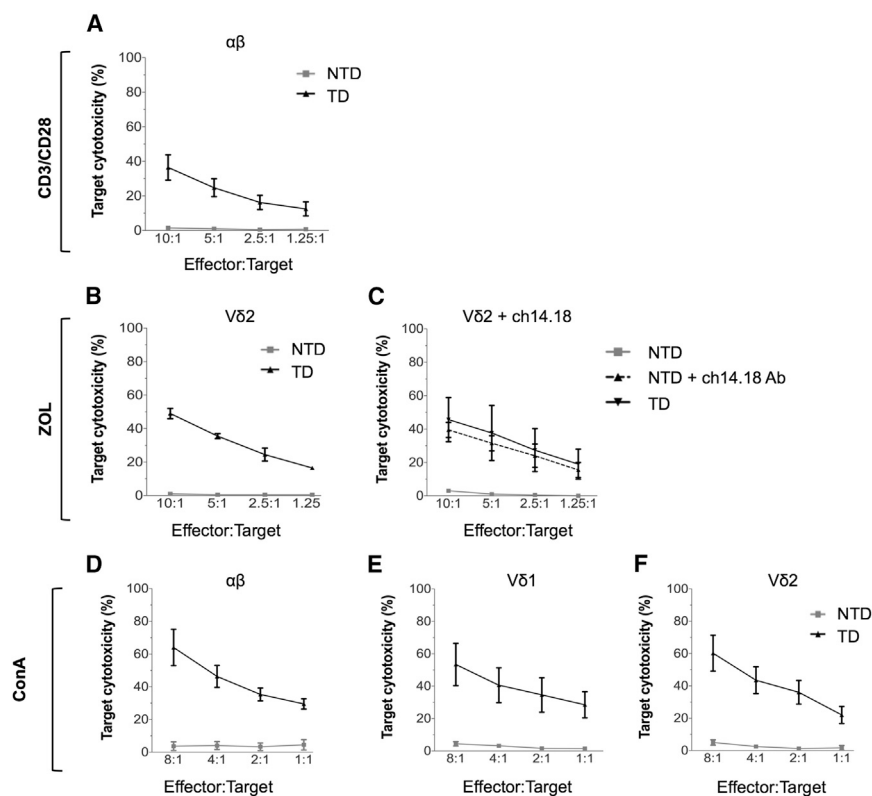 A
αβ
CD3/CD28
Target cytotoxicity (%)
100
80
60
40
20
0
10:1 5:1 2.5:1 1.25:1
Effector:Target
NTD
TD
B
Vδ2
ZOL
Target cytotoxicity (%)
100
80
60
40
20
0
10:1 5:1 2.5:1 1.25
Effector:Target
NTD
TD
C
Vδ2 + ch14.18
Target cytotoxicity (%)
100
80
60
40
20
0
10:1 5:1 2.5:1 1.25:1
Effector:Target
NTD
NTD + ch14.18 Ab
TD
D
αβ
ConA
Target cytotoxicity (%)
100
80
60
40
20
0
8:1 4:1 2:1 1:1
Effector:Target
E
Vδ1
Target cytotoxicity (%)
100
80
60
40
20
0
8:1 4:1 2:1 1:1
Effector:Target
F
Vδ2
Target cytotoxicity (%)
100
80
60
40
20
0
8:1 4:1 2:1 1:1
Effector:Target
NTD
TD